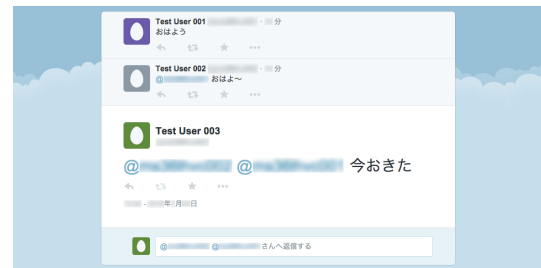 Test User 001 · 分
おはよう
Test User 002 · 分
@ おはよ〜
Test User 003
@ @ 今おきた
- 年 月 日
@ @ さんへ返信する